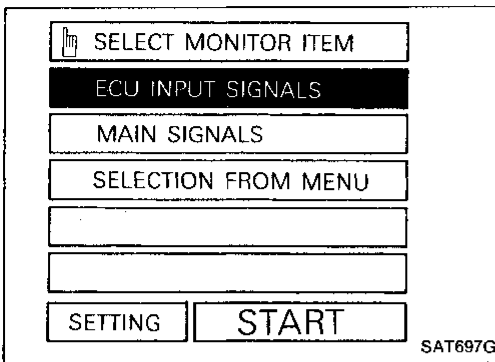 SELECT MONITOR ITEM
ECU INPUT SIGNALS
MAIN SIGNALS
SELECTION FROM MENU
SETTING START
SAT697G